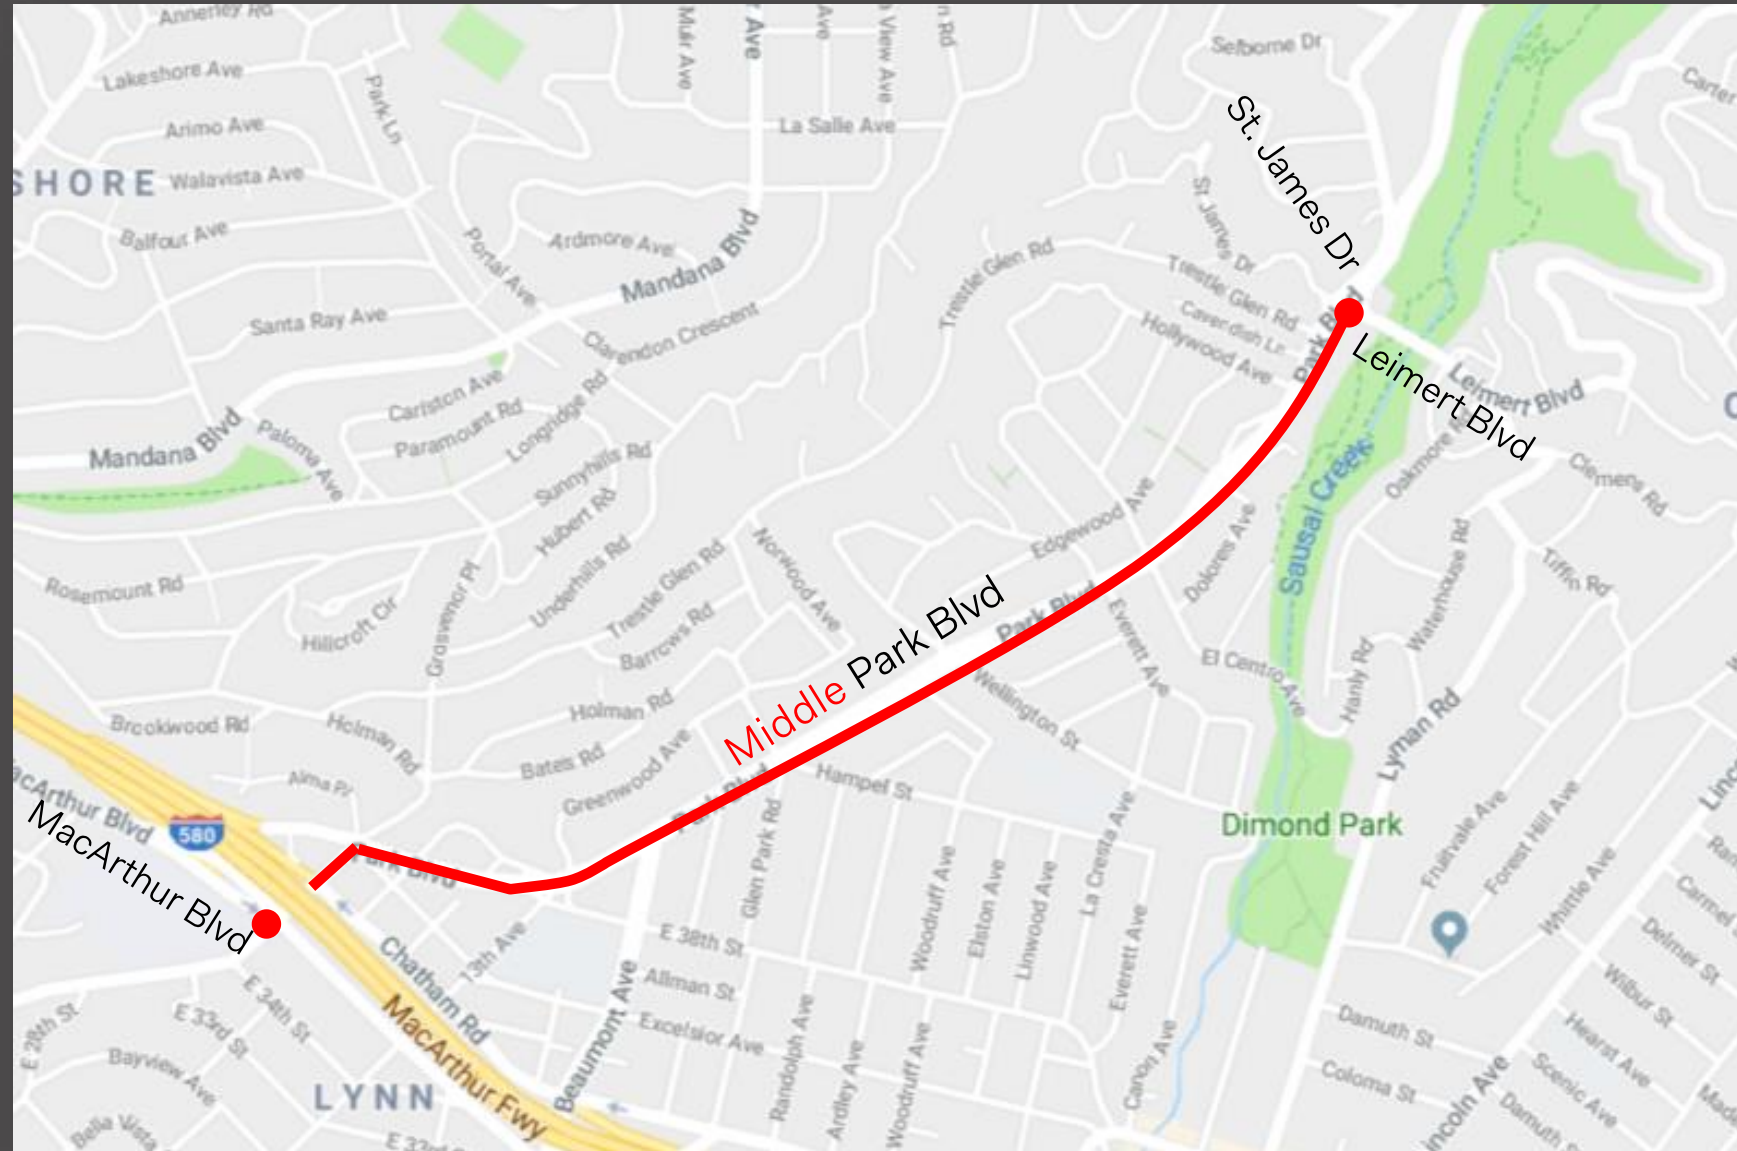 Annerley Rd
Muir Ave
Ave
Ave
View Ave
n Rd
Selborne Dr
Lakeshore Ave
Park Ln
Carter
Arimo Ave
La Salle Ave
St. James Dr
SHORE
Walavista Ave
St James Dr
Balfour Ave
Portal Ave
Ardmore Ave
Mandana Blvd
Trestle Glen Rd
Trestle Glen Rd
Cavendish Ln
Hollywood Ave
Park Blvd
Santa Ray Ave
Clarendon Crescent
Leimert Blvd
Leimert Blvd
Carlston Ave
Paramount Rd
Longridge Rd
Mandana Blvd
Paloma Ave
Sunnyhills Rd
Oakmore
Clemens Rd
Sausal Creek
Hubert Rd
Edgewood Ave
Dolores Ave
Waterhouse Rd
Tiffin Rd
Norwood Ave
Rosemount Rd
Hillcroft Cir
Grosvenor Pl
Underhills Rd
Trestle Glen Rd
Barrows Rd
Middle Park Blvd
Park Blvd
Everett Ave
El Centro Ave
Hanly Rd
Wellington St
Lyman Rd
Brookwood Rd
Holman Rd
Holman Rd
Bates Rd
Greenwood Ave
Alma Pl
Park Blvd
Hampel St
Dimond Park
Fruitvale Ave
Forest Hill Ave
Linc
acArthur Blvd
MacArthur Blvd
580
Park Blvd
Glen Park Rd
Woodruff Ave
Elston Ave
Linwood Ave
La Cresta Ave
Everett Ave
Whittle Ave
Ran
Carmel
Delmer St
Wilbur St
Hearst Ave
Chatham Rd
13th Ave
E 38th St
Allman St
Excelsior Ave
Beaumont Ave
Randolph Ave
Ardley Ave
Woodruff Ave
Canon Ave
Damuth St
Coloma St
Scenic Ave
Damuth S
incoln Ave
Made
E 28th St
E 33rd St
E 34th St
Bayview Ave
LYNN
MacArthur Fwy
Bella Vista
E 33rd